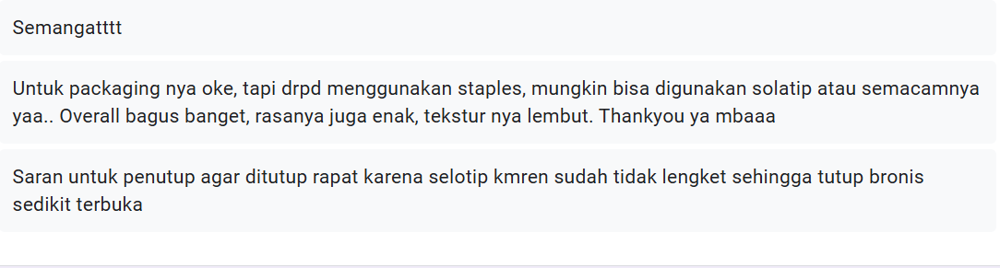 Semangatttt
Untuk packaging nya oke, tapi drpd menggunakan staples, mungkin bisa digunakan solatip atau semacamnya
yaa.. Overall bagus banget, rasanya juga enak, tekstur nya lembut. Thankyou ya mbaaa
Saran untuk penutup agar ditutup rapat karena selotip kmren sudah tidak lengket sehingga tutup bronis
sedikit terbuka